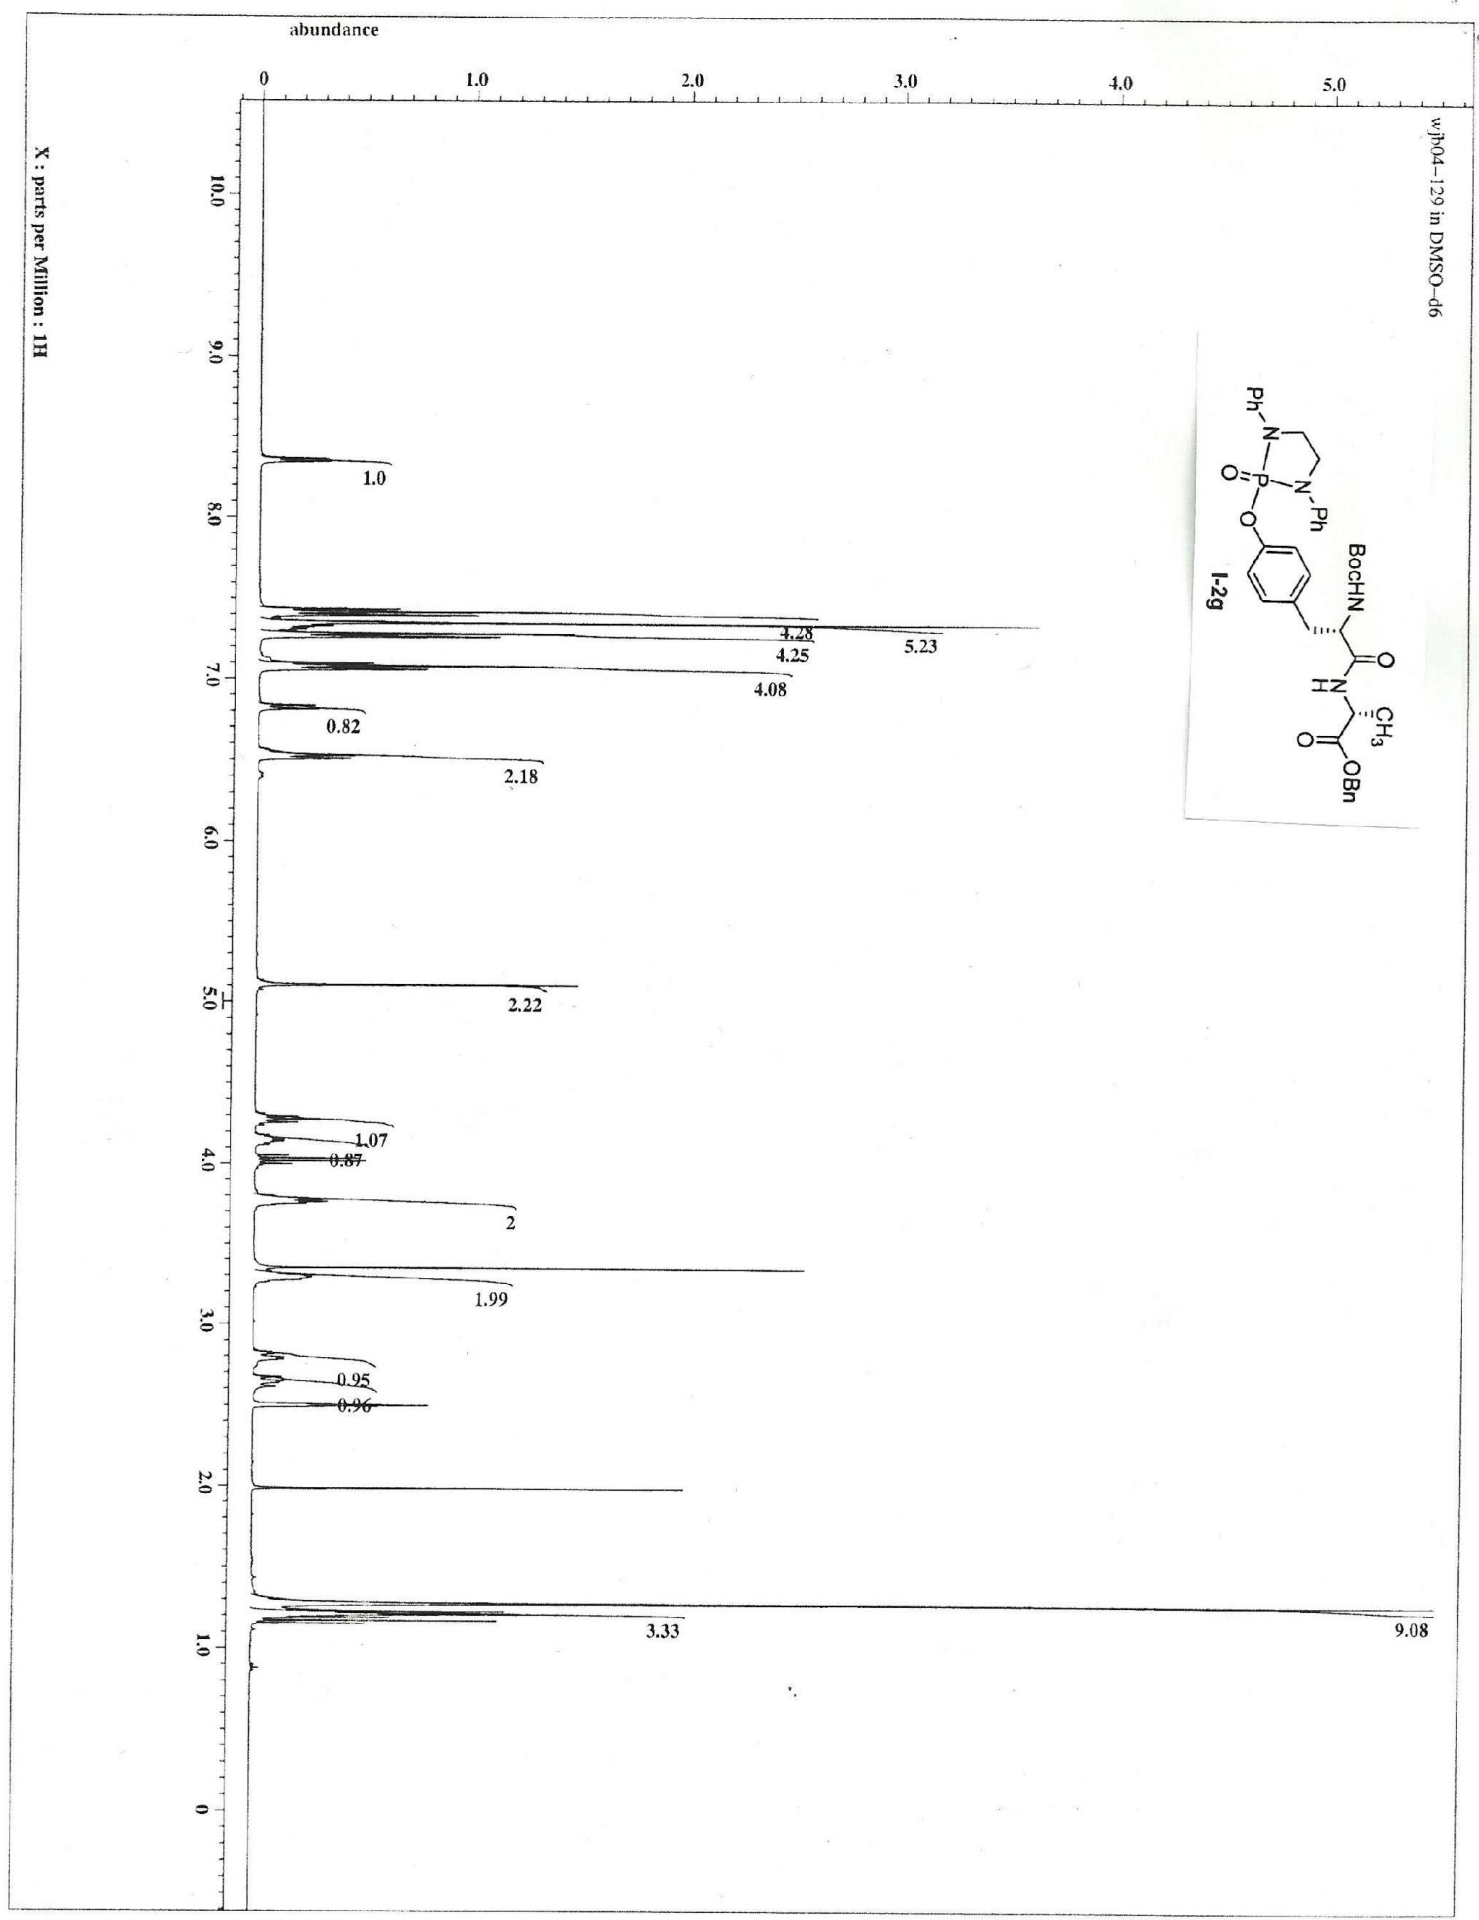 abundance
0 1.0 2.0 3.0 4.0 5.0
wjb04-129 in DMSO-d6
Ph
N
N
Ph
O
P
O
BocHN
O
N
H
CH3
O
OBn
I-2g
1.0
4.28
5.23
4.25
4.08
0.82
2.18
2.22
1.07
0.87
2
1.99
0.95
0.96
3.33
9.08
10.0 9.0 8.0 7.0 6.0 5.0 4.0 3.0 2.0 1.0 0
X : parts per Million : 1H